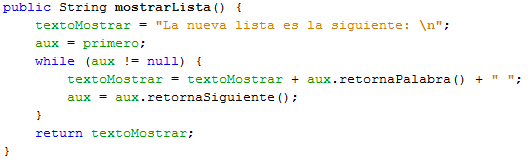 public String mostrarLista() {
    textoMostrar = "La nueva lista es la siguiente: \n";
    aux = primero;
    while (aux != null) {
        textoMostrar = textoMostrar + aux.retornaPalabra() + " ";
        aux = aux.retornaSiguiente();
    }
    return textoMostrar;
}